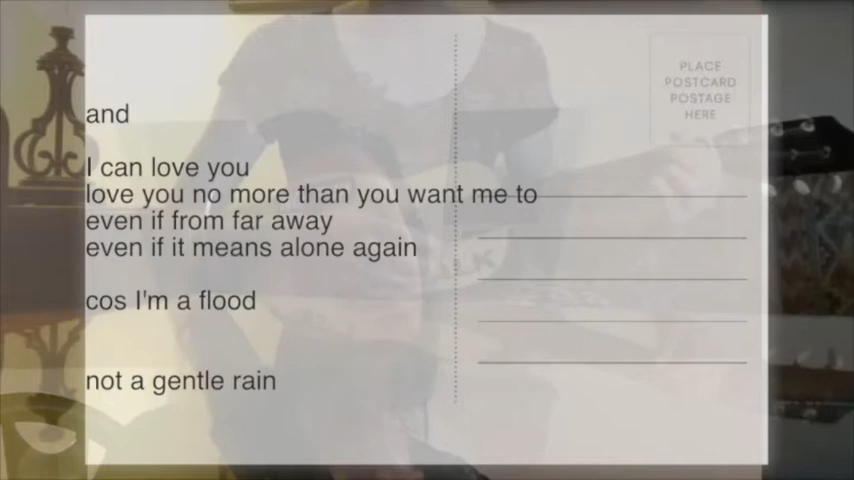 PLACE
POSTCARD
POSTAGE
HERE
and
I can love you
love you no more than you want me to
even if from far away
even if it means alone again
cos I'm a flood
not a gentle rain